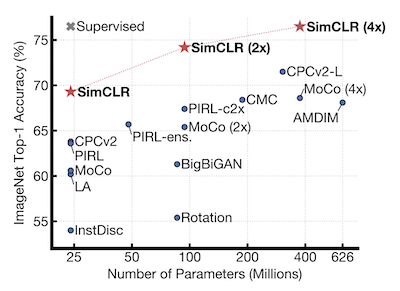 Supervised
SimCLR (4x)
75
SimCLR (2x)
CPCv2-L
70
SimCLR
MoCo (4x)
CMC
PIRL-c2x
AMDIM
65
PIRL-ens.
MoCo (2x)
CPCv2
PIRL
BigBiGAN
60
MoCo
LA
55
Rotation
InstDisc
25 50 100 200 400 626
Number of Parameters (Millions)
ImageNet Top-1 Accuracy (%)